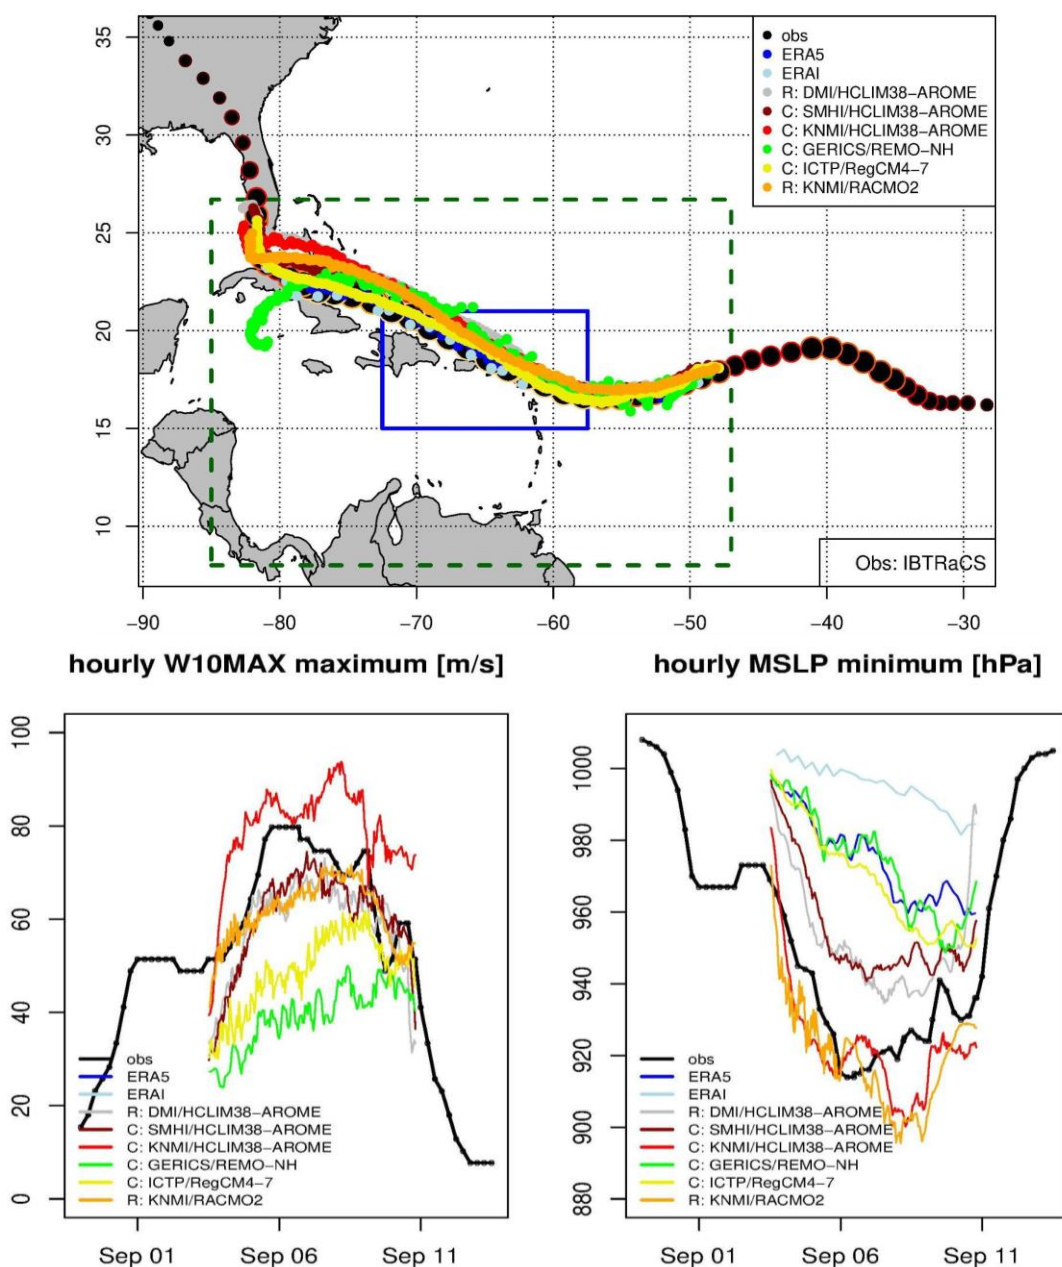 35
30
25
20
15
10
obs
ERA5
ERAI
R: DMI/HCLIM38−AROME
C: SMHI/HCLIM38−AROME
C: KNMI/HCLIM38−AROME
C: GERICS/REMO−NH
C: ICTP/RegCM4−7
R: KNMI/RACMO2
Obs: IBTRaCS
−90 −80 −70 −60 −50 −40 −30
hourly W10MAX maximum [m/s]
100
80
60
40
20
0
obs
ERA5
ERAI
R: DMI/HCLIM38−AROME
C: SMHI/HCLIM38−AROME
C: KNMI/HCLIM38−AROME
C: GERICS/REMO−NH
C: ICTP/RegCM4−7
R: KNMI/RACMO2
Sep 01 Sep 06 Sep 11
hourly MSLP minimum [hPa]
1000
980
960
940
920
900
880
obs
ERA5
ERAI
R: DMI/HCLIM38−AROME
C: SMHI/HCLIM38−AROME
C: KNMI/HCLIM38−AROME
C: GERICS/REMO−NH
C: ICTP/RegCM4−7
R: KNMI/RACMO2
Sep 01 Sep 06 Sep 11